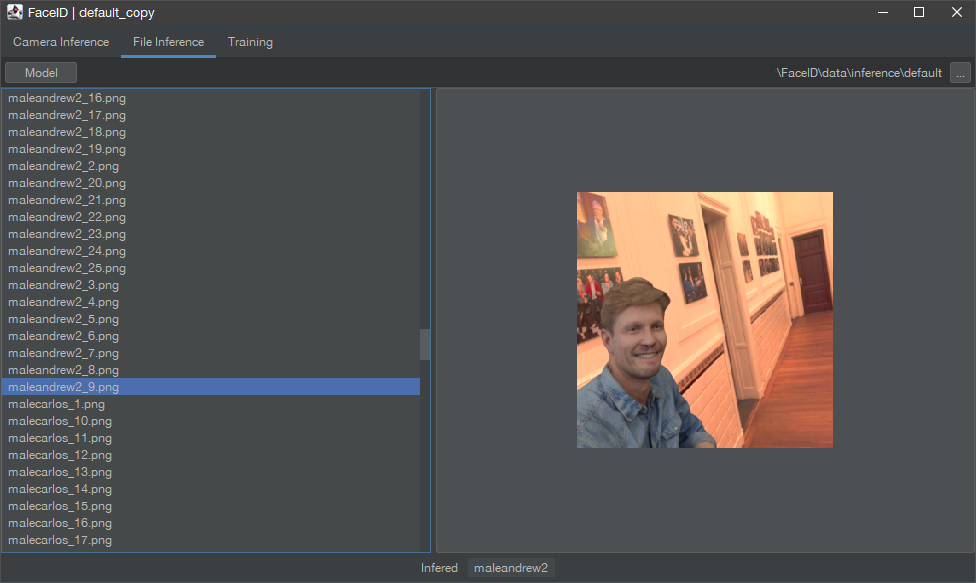 FaceID | default_copy
Camera Inference File Inference Training
Model \FaceID\data\inference\default ...
maleandrew2_16.png
maleandrew2_17.png
maleandrew2_18.png
maleandrew2_19.png
maleandrew2_2.png
maleandrew2_20.png
maleandrew2_21.png
maleandrew2_22.png
maleandrew2_23.png
maleandrew2_24.png
maleandrew2_25.png
maleandrew2_3.png
maleandrew2_4.png
maleandrew2_5.png
maleandrew2_6.png
maleandrew2_7.png
maleandrew2_8.png
maleandrew2_9.png
malecarlos_1.png
malecarlos_10.png
malecarlos_11.png
malecarlos_12.png
malecarlos_13.png
malecarlos_14.png
malecarlos_15.png
malecarlos_16.png
malecarlos_17.png
Infered maleandrew2